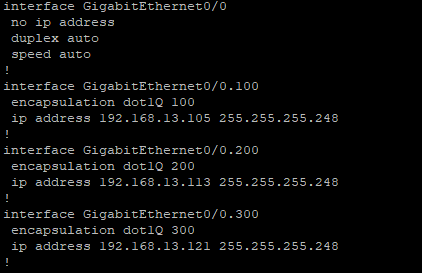 interface GigabitEthernet0/0
 no ip address
 duplex auto
 speed auto
!
interface GigabitEthernet0/0.100
 encapsulation dot1Q 100
 ip address 192.168.13.105 255.255.255.248
!
interface GigabitEthernet0/0.200
 encapsulation dot1Q 200
 ip address 192.168.13.113 255.255.255.248
!
interface GigabitEthernet0/0.300
 encapsulation dot1Q 300
 ip address 192.168.13.121 255.255.255.248
!